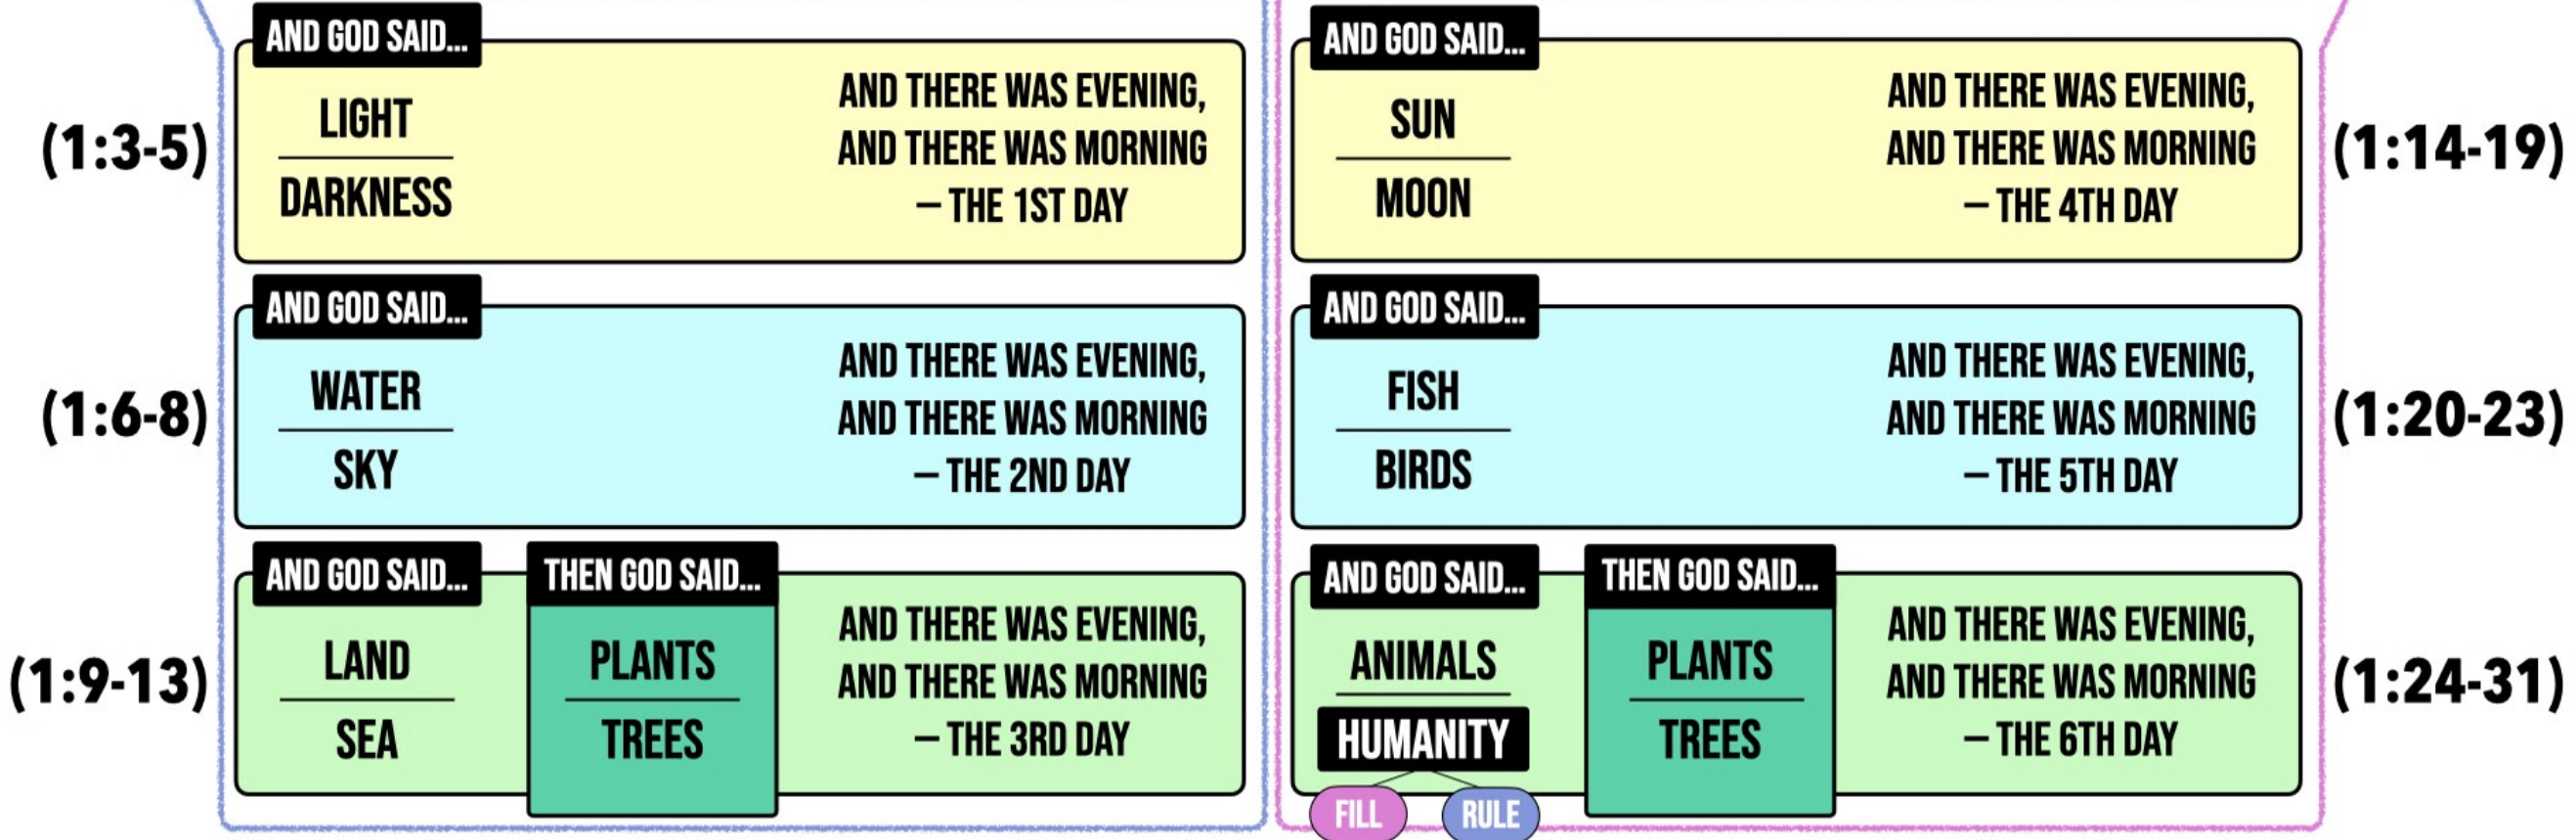 (1:3-5)
AND GOD SAID...
LIGHT
DARKNESS
AND THERE WAS EVENING,
AND THERE WAS MORNING
– THE 1ST DAY
(1:6-8)
AND GOD SAID...
WATER
SKY
AND THERE WAS EVENING,
AND THERE WAS MORNING
– THE 2ND DAY
(1:9-13)
AND GOD SAID...
LAND
SEA
THEN GOD SAID...
PLANTS
TREES
AND THERE WAS EVENING,
AND THERE WAS MORNING
– THE 3RD DAY
AND GOD SAID...
SUN
MOON
AND THERE WAS EVENING,
AND THERE WAS MORNING
– THE 4TH DAY
(1:14-19)
AND GOD SAID...
FISH
BIRDS
AND THERE WAS EVENING,
AND THERE WAS MORNING
– THE 5TH DAY
(1:20-23)
AND GOD SAID...
ANIMALS
HUMANITY
FILL
RULE
THEN GOD SAID...
PLANTS
TREES
AND THERE WAS EVENING,
AND THERE WAS MORNING
– THE 6TH DAY
(1:24-31)